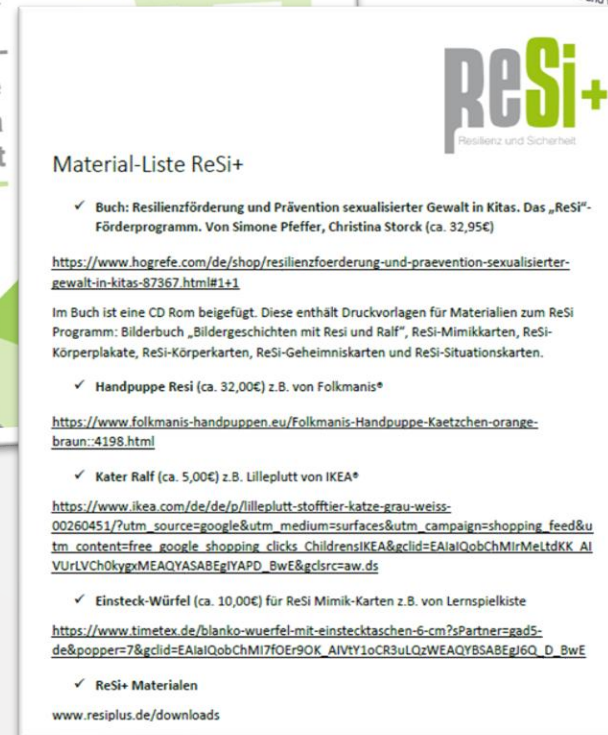 ReSi+
Resilienz und Sicherheit
Material-Liste ReSi+
✓ Buch: Resilienzförderung und Prävention sexualisierter Gewalt in Kitas. Das „ReSi“-
Förderprogramm. Von Simone Pfeffer, Christina Storck (ca. 32,95€)
https://www.hogrefe.com/de/shop/resilienzfoerderung-und-praevention-sexualisierter-
gewalt-in-kitas-87367.html#1+1
Im Buch ist eine CD Rom beigefügt. Diese enthält Druckvorlagen für Materialien zum ReSi
Programm: Bilderbuch „Bildergeschichten mit Resi und Ralf“, ReSi-Mimikkarten, ReSi-
Körperplakate, ReSi-Körperkarten, ReSi-Geheimniskarten und ReSi-Situationskarten.
✓ Handpuppe Resi (ca. 32,00€) z.B. von Folkmanis®
https://www.folkmanis-handpuppen.eu/Folkmanis-Handpuppe-Kaetzchen-orange-
braun::4198.html
✓ Kater Ralf (ca. 5,00€) z.B. Lilleplutt von IKEA®
https://www.ikea.com/de/de/p/lilleplutt-stofftier-katze-grau-weiss-
00260451/?utm_source=google&utm_medium=surfaces&utm_campaign=shopping_feed&u
tm_content=free_google_shopping_clicks_ChildrensIKEA&gclid=EAIaIQobChMIrMeLtdKK_AI
VUrLVCh0kygxMEAQYASABEgIYAPD_BwE&gclsrc=aw.ds
✓ Einsteck-Würfel (ca. 10,00€) für ReSi Mimik-Karten z.B. von Lernspielkiste
https://www.timetex.de/blanko-wuerfel-mit-einstecktaschen-6-cm?sPartner=gad5-
de&popper=7&gclid=EAIaIQobChMI7fOEr9OK_AIVtY1oCR3uLQzWEAQYBSABEgJ6Q_D_BwE
✓ ReSi+ Materialen
www.resiplus.de/downloads